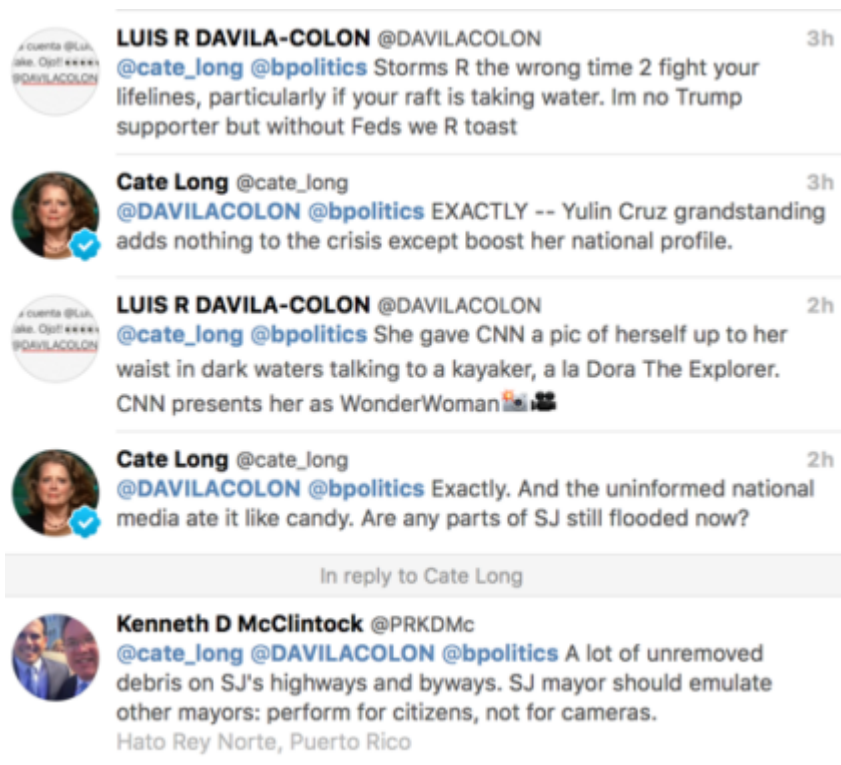 LUIS R DAVILA-COLON @DAVILACOLON 3h
@cate_long @bpolitics Storms R the wrong time 2 fight your
lifelines, particularly if your raft is taking water. Im no Trump
supporter but without Feds we R toast
Cate Long @cate_long 3h
@DAVILACOLON @bpolitics EXACTLY -- Yulin Cruz grandstanding
adds nothing to the crisis except boost her national profile.
LUIS R DAVILA-COLON @DAVILACOLON 2h
@cate_long @bpolitics She gave CNN a pic of herself up to her
waist in dark waters talking to a kayaker, a la Dora The Explorer.
CNN presents her as WonderWoman📸🎥
Cate Long @cate_long 2h
@DAVILACOLON @bpolitics Exactly. And the uninformed national
media ate it like candy. Are any parts of SJ still flooded now?
In reply to Cate Long
Kenneth D McClintock @PRKDMc
@cate_long @DAVILACOLON @bpolitics A lot of unremoved
debris on SJ's highways and byways. SJ mayor should emulate
other mayors: perform for citizens, not for cameras.
Hato Rey Norte, Puerto Rico